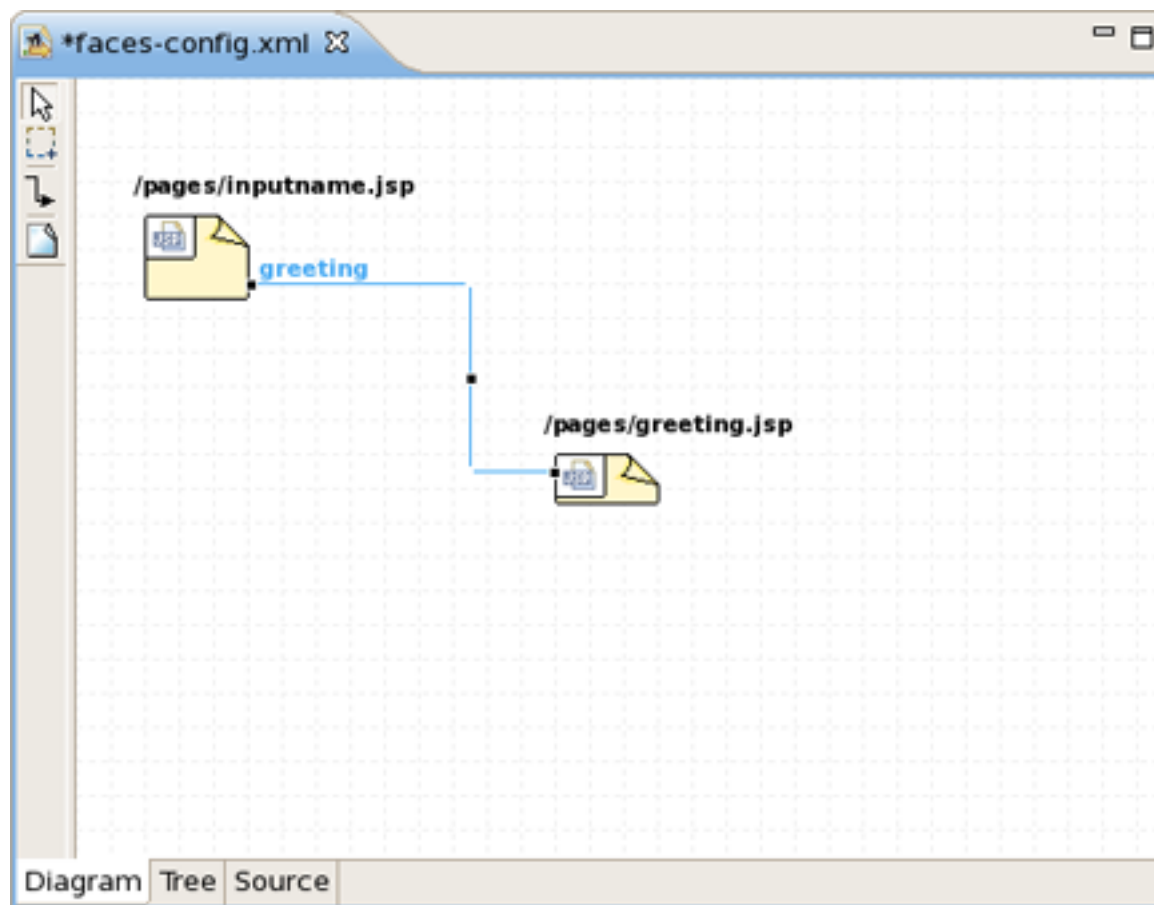 *faces-config.xml
/pages/inputname.jsp
greeting
/pages/greeting.jsp
Diagram Tree Source